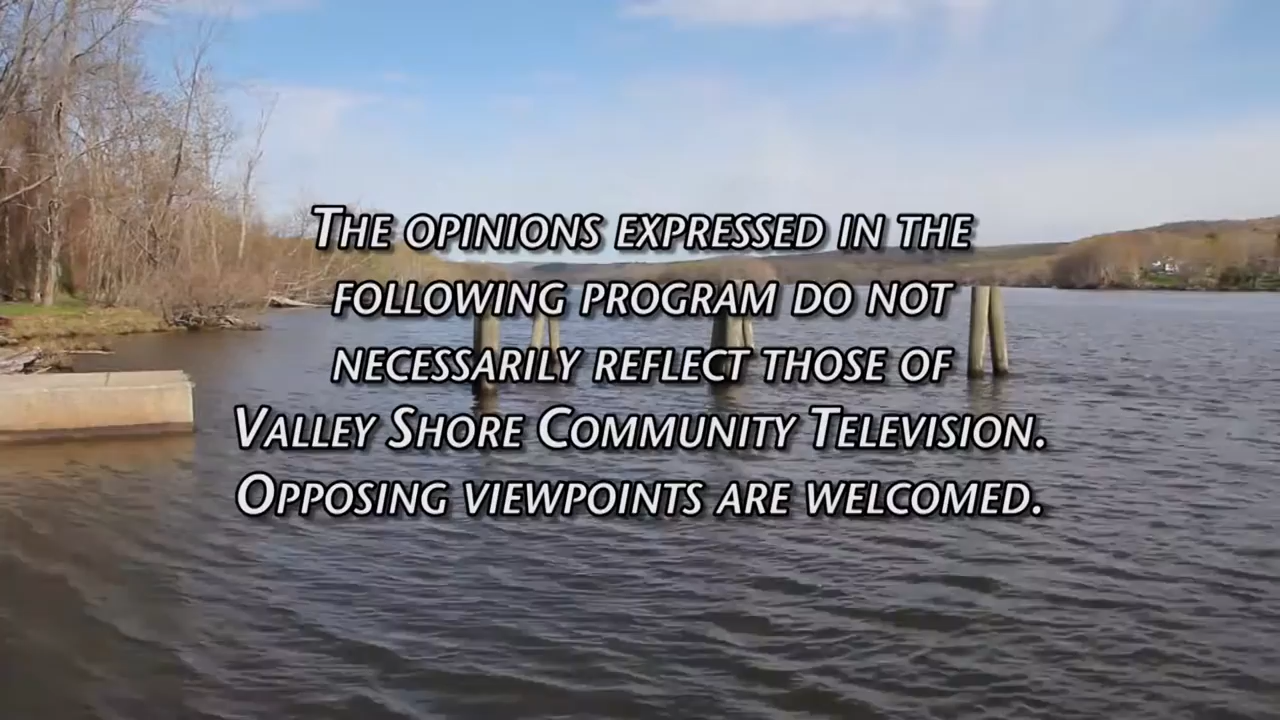 The opinions expressed in the
following program do not
necessarily reflect those of
Valley Shore Community Television.
Opposing viewpoints are welcomed.